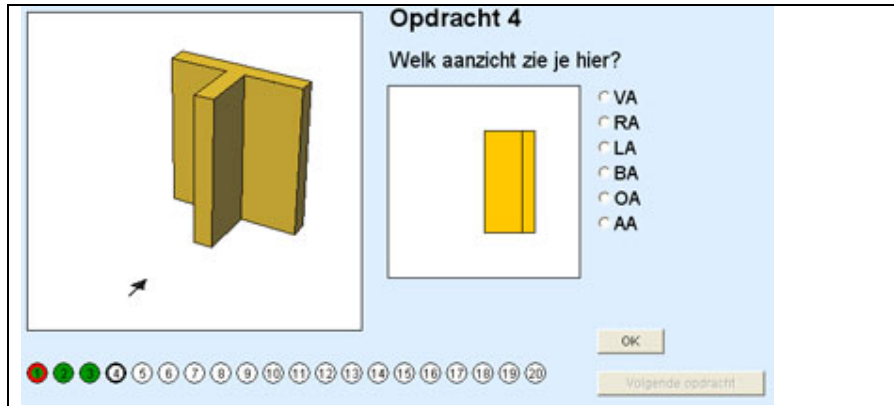 Opdracht 4
Welk aanzicht zie je hier?
VA
RA
LA
BA
OA
AA
OK
1 2 3 4 5 6 7 8 9 10 11 12 13 14 15 16 17 18 19 20
Volgende opdracht